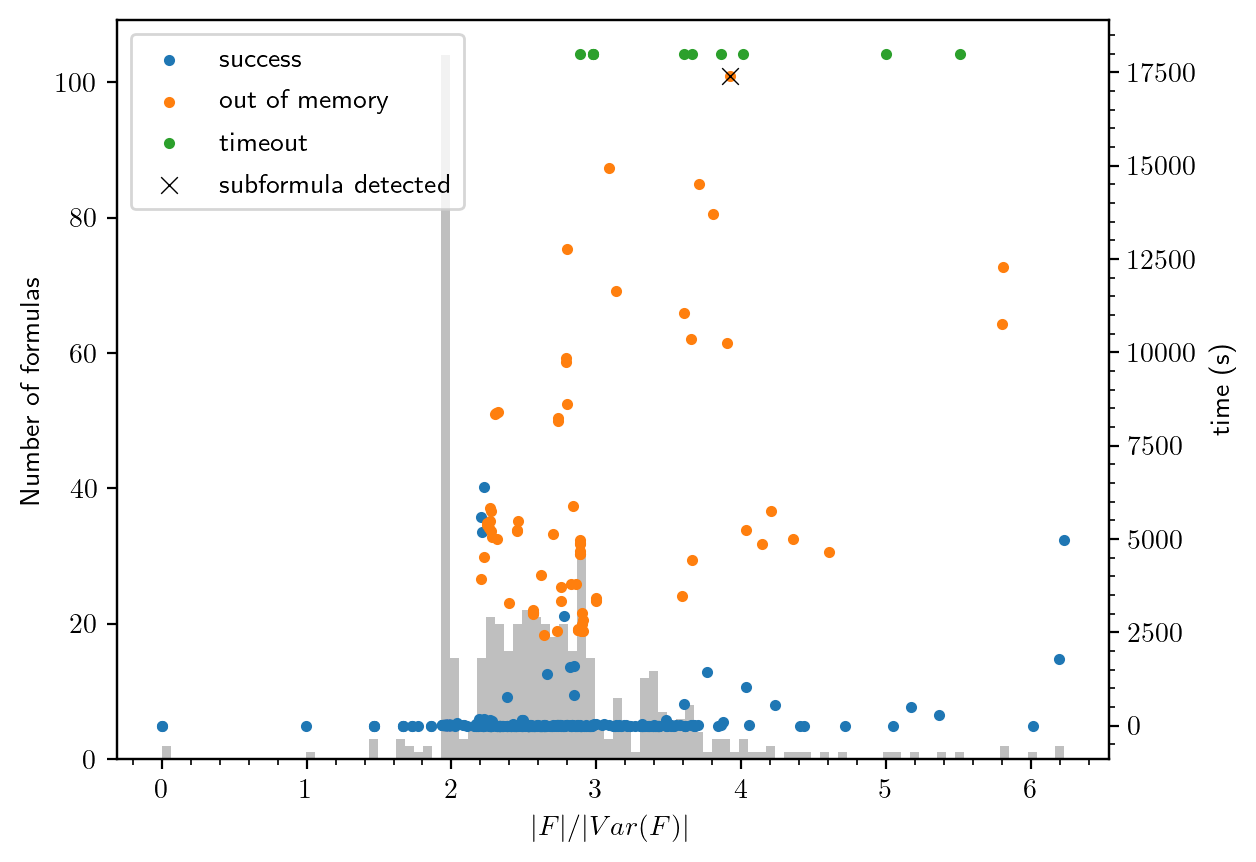 success
out of memory
timeout
subformula detected
100
80
60
40
20
0
Number of formulas
17500
15000
12500
10000
7500
5000
2500
0
time (s)
0 1 2 3 4 5 6
|F|/|Var(F)|